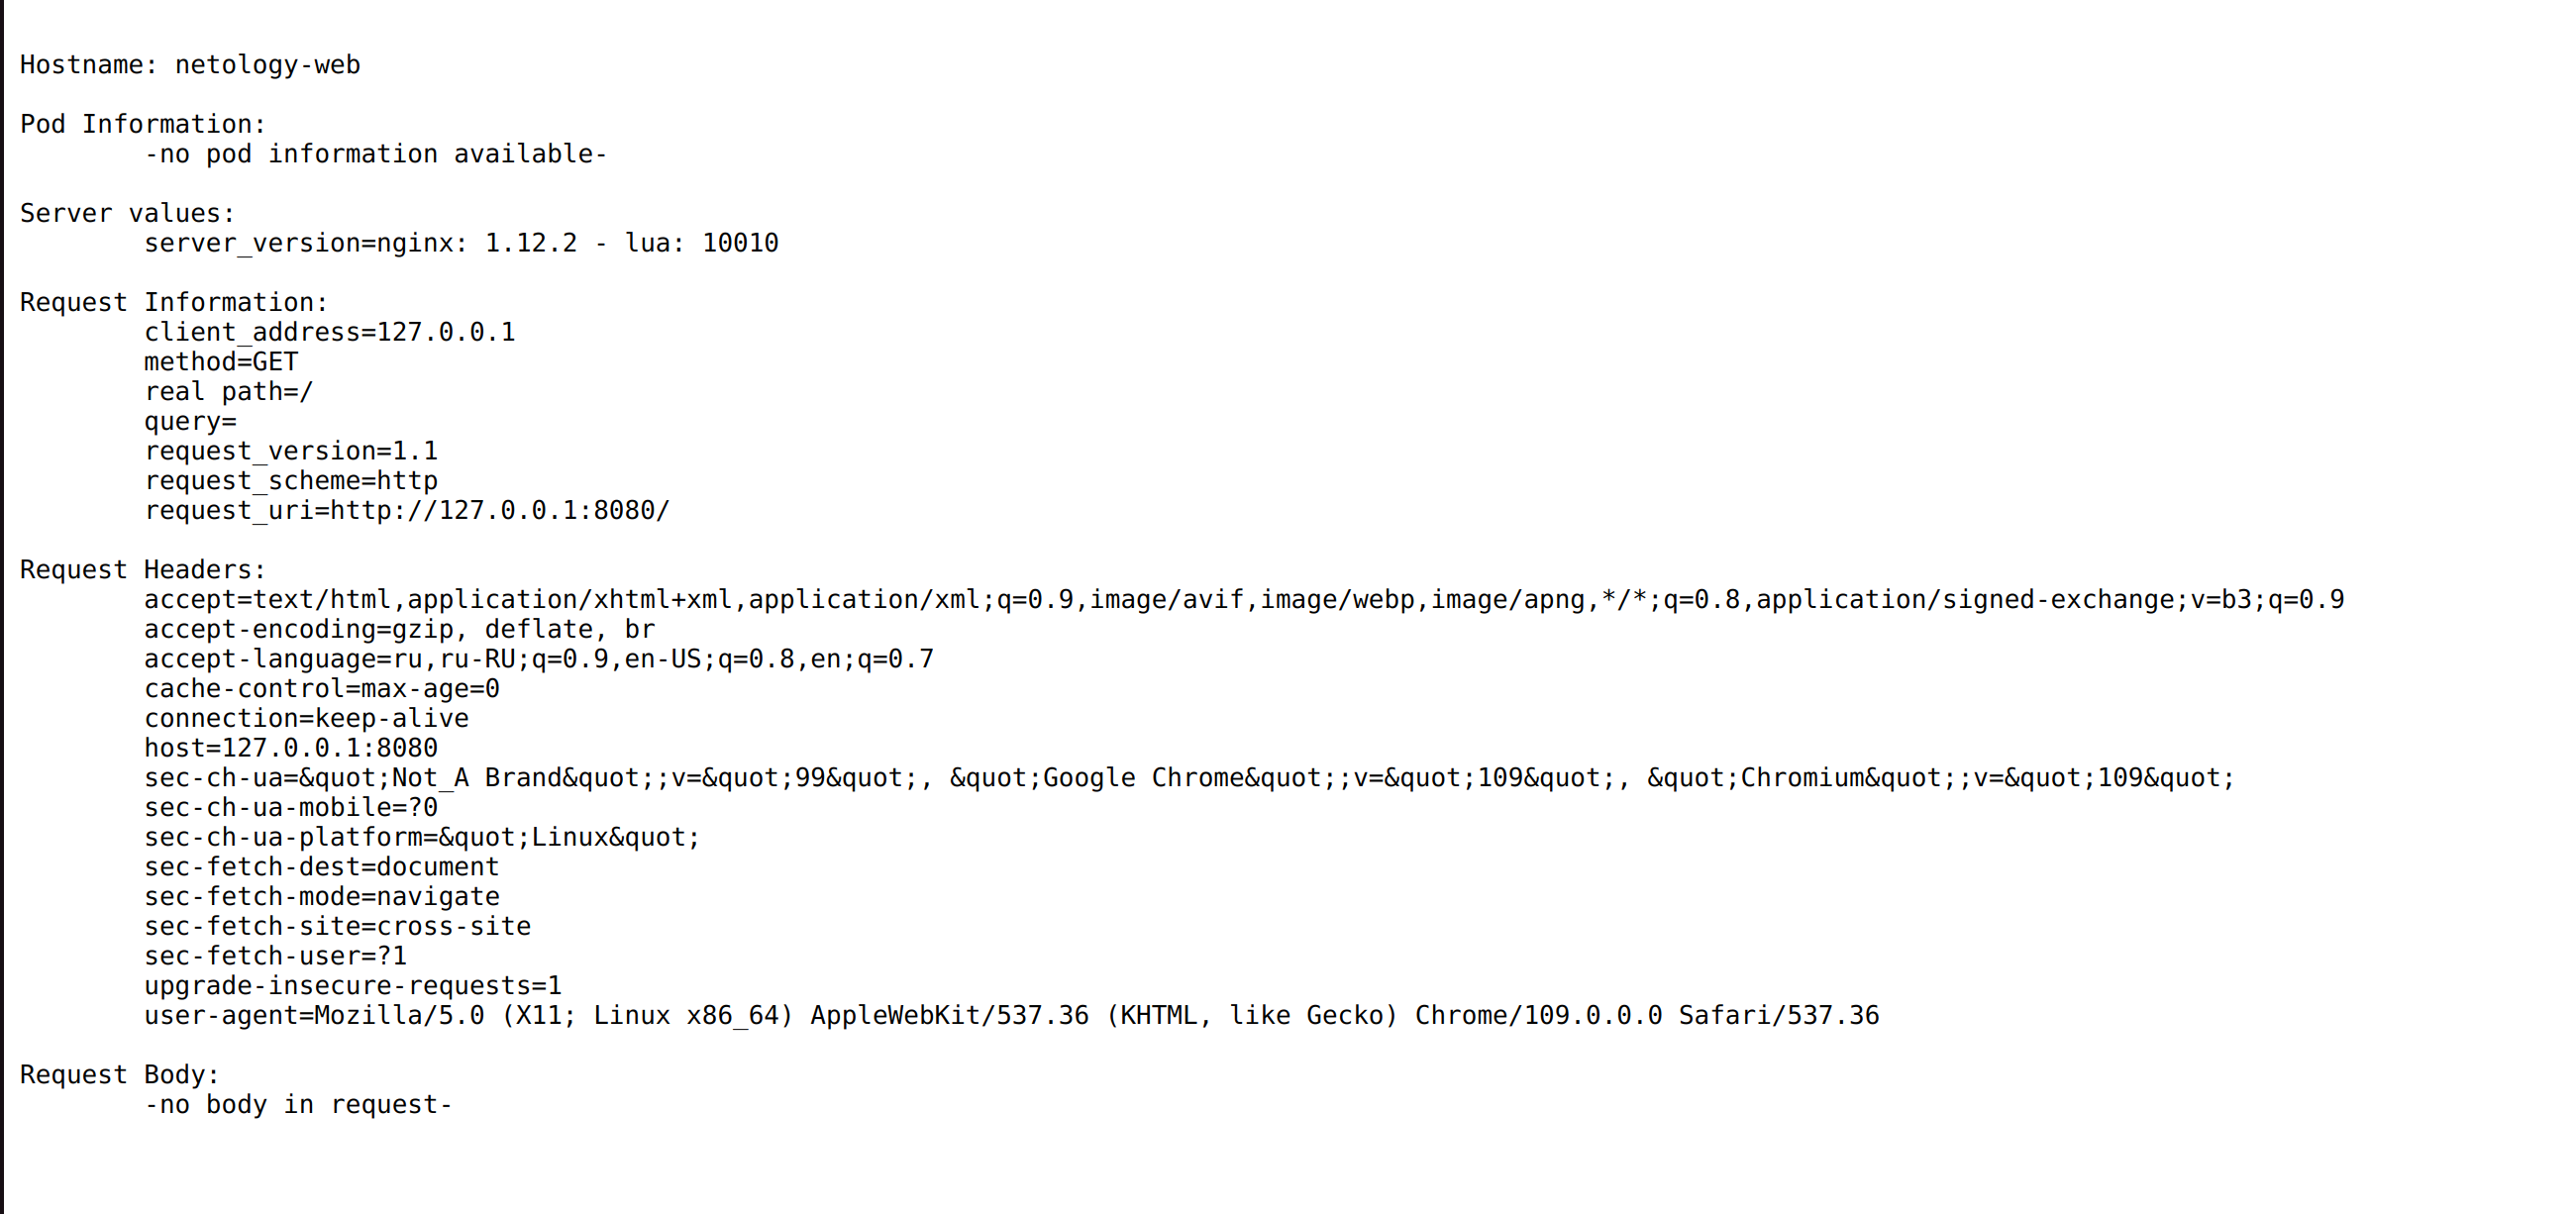 Hostname: netology-web
Pod Information:
-no pod information available-
Server values:
server_version=nginx: 1.12.2 - lua: 10010
Request Information:
client_address=127.0.0.1
method=GET
real path=/
query=
request_version=1.1
request_scheme=http
request_uri=http://127.0.0.1:8080/
Request Headers:
accept=text/html,application/xhtml+xml,application/xml;q=0.9,image/avif,image/webp,image/apng,*/*;q=0.8,application/signed-exchange;v=b3;q=0.9
accept-encoding=gzip, deflate, br
accept-language=ru,ru-RU;q=0.9,en-US;q=0.8,en;q=0.7
cache-control=max-age=0
connection=keep-alive
host=127.0.0.1:8080
sec-ch-ua=&quot;Not_A Brand&quot;;v=&quot;99&quot;, &quot;Google Chrome&quot;;v=&quot;109&quot;, &quot;Chromium&quot;;v=&quot;109&quot;
sec-ch-ua-mobile=?0
sec-ch-ua-platform=&quot;Linux&quot;
sec-fetch-dest=document
sec-fetch-mode=navigate
sec-fetch-site=cross-site
sec-fetch-user=?1
upgrade-insecure-requests=1
user-agent=Mozilla/5.0 (X11; Linux x86_64) AppleWebKit/537.36 (KHTML, like Gecko) Chrome/109.0.0.0 Safari/537.36
Request Body:
-no body in request-